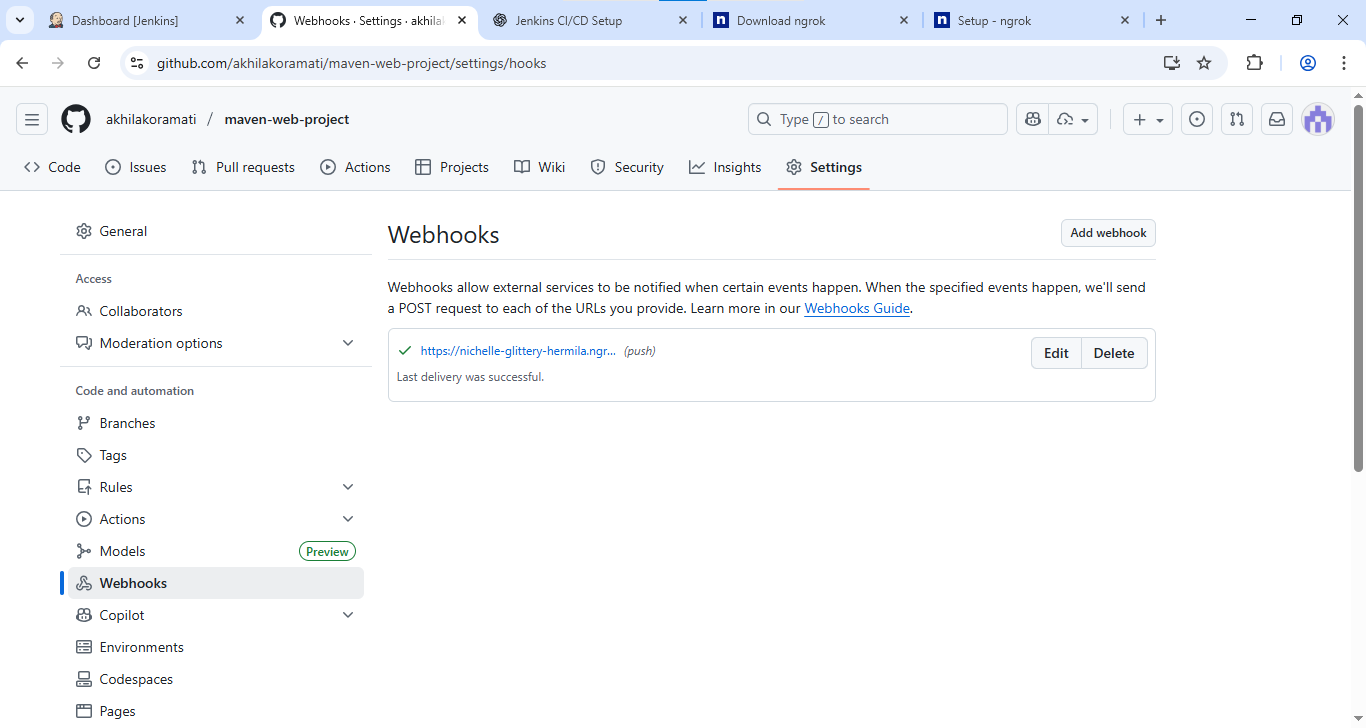 Dashboard [Jenkins]
Webhooks · Settings · akhila
Jenkins CI/CD Setup
Download ngrok
Setup - ngrok
github.com/akhilakoramati/maven-web-project/settings/hooks
akhilakoramati / maven-web-project
Type / to search
Code
Issues
Pull requests
Actions
Projects
Wiki
Security
Insights
Settings
General
Access
Collaborators
Moderation options
Code and automation
Branches
Tags
Rules
Actions
Models Preview
Webhooks
Copilot
Environments
Codespaces
Pages
Webhooks
Add webhook
Webhooks allow external services to be notified when certain events happen. When the specified events happen, we'll send
a POST request to each of the URLs you provide. Learn more in our Webhooks Guide.
https://nichelle-glittery-hermila.ngr... (push)
Edit Delete
Last delivery was successful.